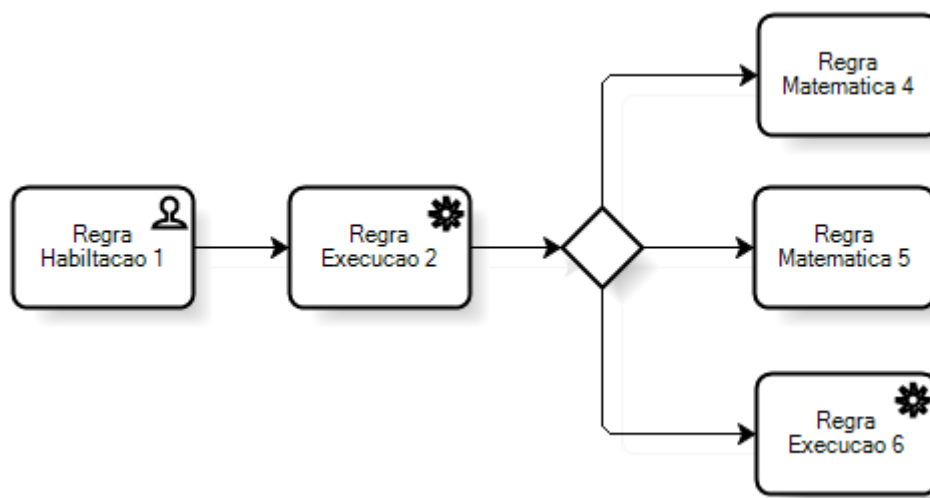 Regra
Matematica 4
Regra
Habiltacao 1
Regra
Execucao 2
Regra
Matematica 5
Regra
Execucao 6